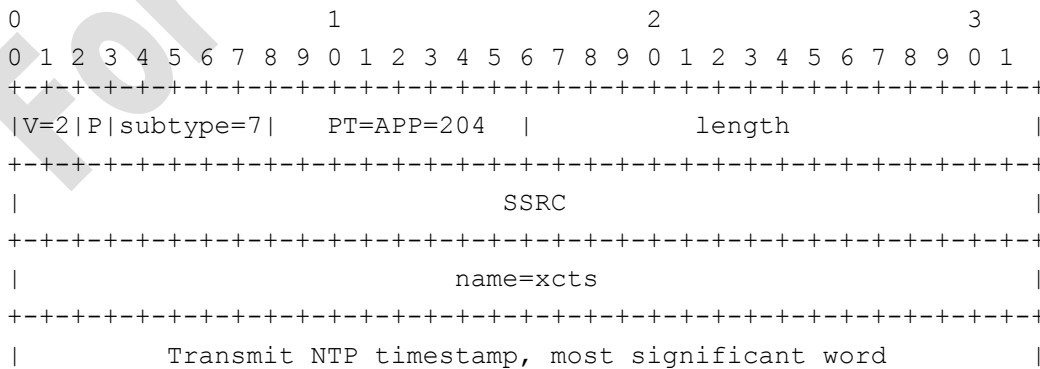 0                   1                   2                   3
0 1 2 3 4 5 6 7 8 9 0 1 2 3 4 5 6 7 8 9 0 1 2 3 4 5 6 7 8 9 0 1
+-+-+-+-+-+-+-+-+-+-+-+-+-+-+-+-+-+-+-+-+-+-+-+-+-+-+-+-+-+-+-+-+
|V=2|P|subtype=7|   PT=APP=204  |          length               |
+-+-+-+-+-+-+-+-+-+-+-+-+-+-+-+-+-+-+-+-+-+-+-+-+-+-+-+-+-+-+-+-+
|                              SSRC                             |
+-+-+-+-+-+-+-+-+-+-+-+-+-+-+-+-+-+-+-+-+-+-+-+-+-+-+-+-+-+-+-+-+
|                           name=xcts                           |
+-+-+-+-+-+-+-+-+-+-+-+-+-+-+-+-+-+-+-+-+-+-+-+-+-+-+-+-+-+-+-+-+
|         Transmit NTP timestamp, most significant word         |
For